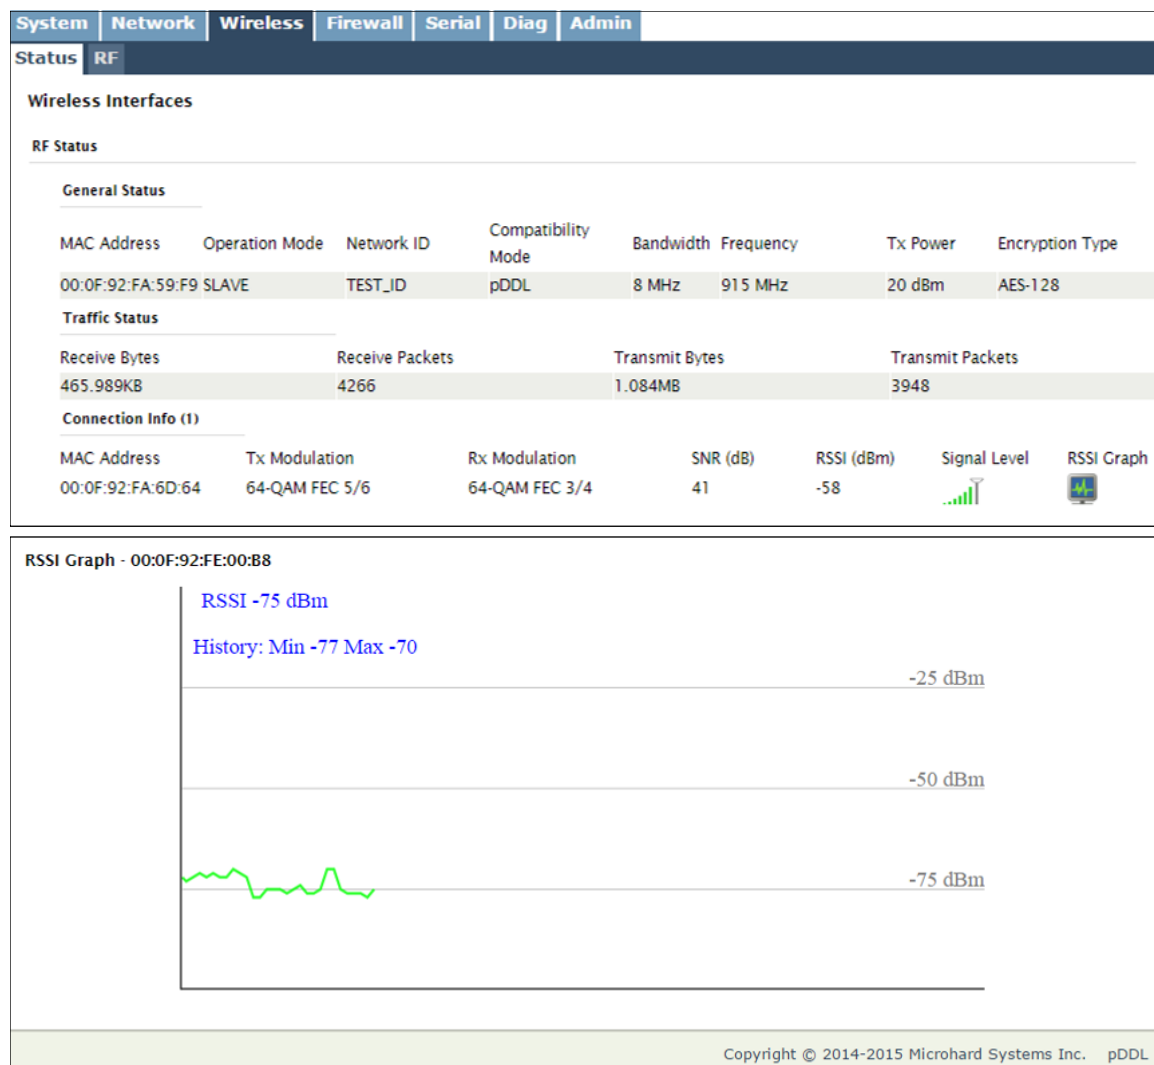 System Network Wireless Firewall Serial Diag Admin
Status RF
Wireless Interfaces
RF Status
General Status
MAC Address Operation Mode Network ID Compatibility Mode Bandwidth Frequency Tx Power Encryption Type
00:0F:92:FA:59:F9 SLAVE TEST_ID pDDL 8 MHz 915 MHz 20 dBm AES-128
Traffic Status
Receive Bytes Receive Packets Transmit Bytes Transmit Packets
465.989KB 4266 1.084MB 3948
Connection Info (1)
MAC Address Tx Modulation Rx Modulation SNR (dB) RSSI (dBm) Signal Level RSSI Graph
00:0F:92:FA:6D:64 64-QAM FEC 5/6 64-QAM FEC 3/4 41 -58
RSSI Graph - 00:0F:92:FE:00:B8
RSSI -75 dBm
History: Min -77 Max -70
-25 dBm
-50 dBm
-75 dBm
Copyright © 2014-2015 Microhard Systems Inc. pDDL